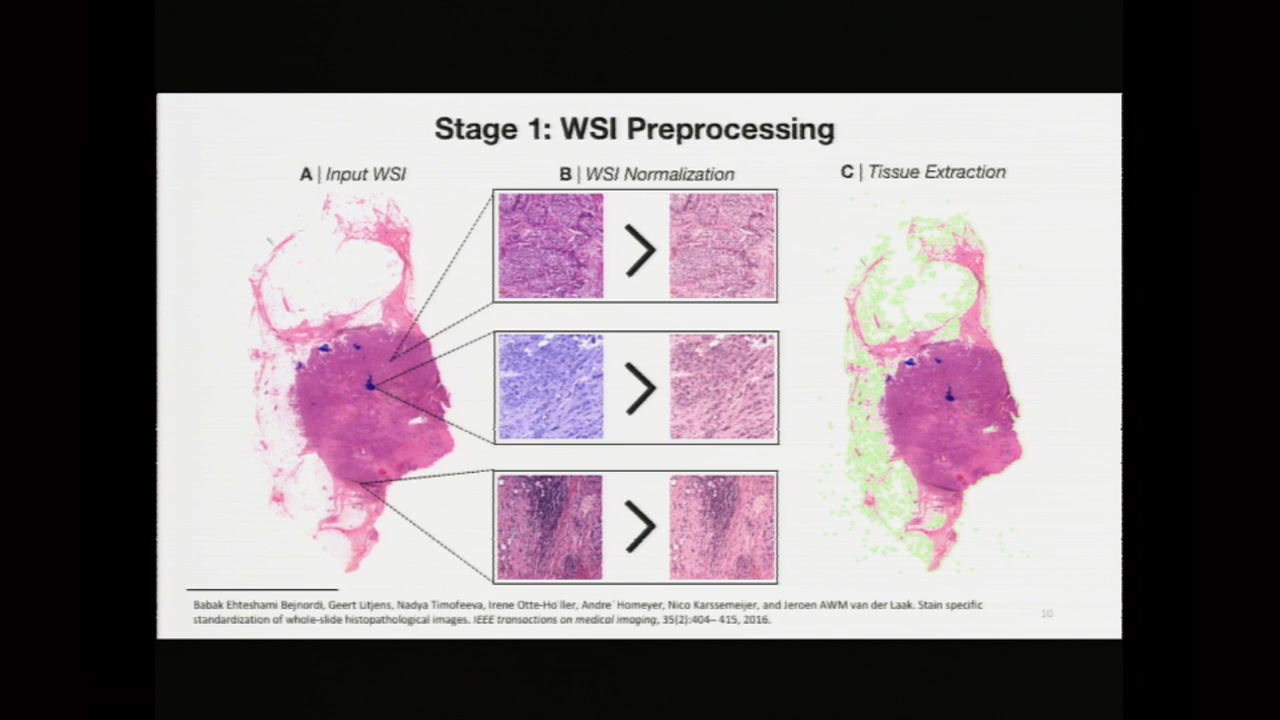 Stage 1: WSI Preprocessing
A | Input WSI
B | WSI Normalization
C | Tissue Extraction
Babak Ehteshami Bejnordi, Geert Litjens, Nadya Timofeeva, Irene Otte-Ho¨ller, Andre´ Homeyer, Nico Karssemeijer, and Jeroen AWM van der Laak. Stain specific
standardization of whole-slide histopathological images. IEEE transactions on medical imaging, 35(2):404– 415, 2016.
10